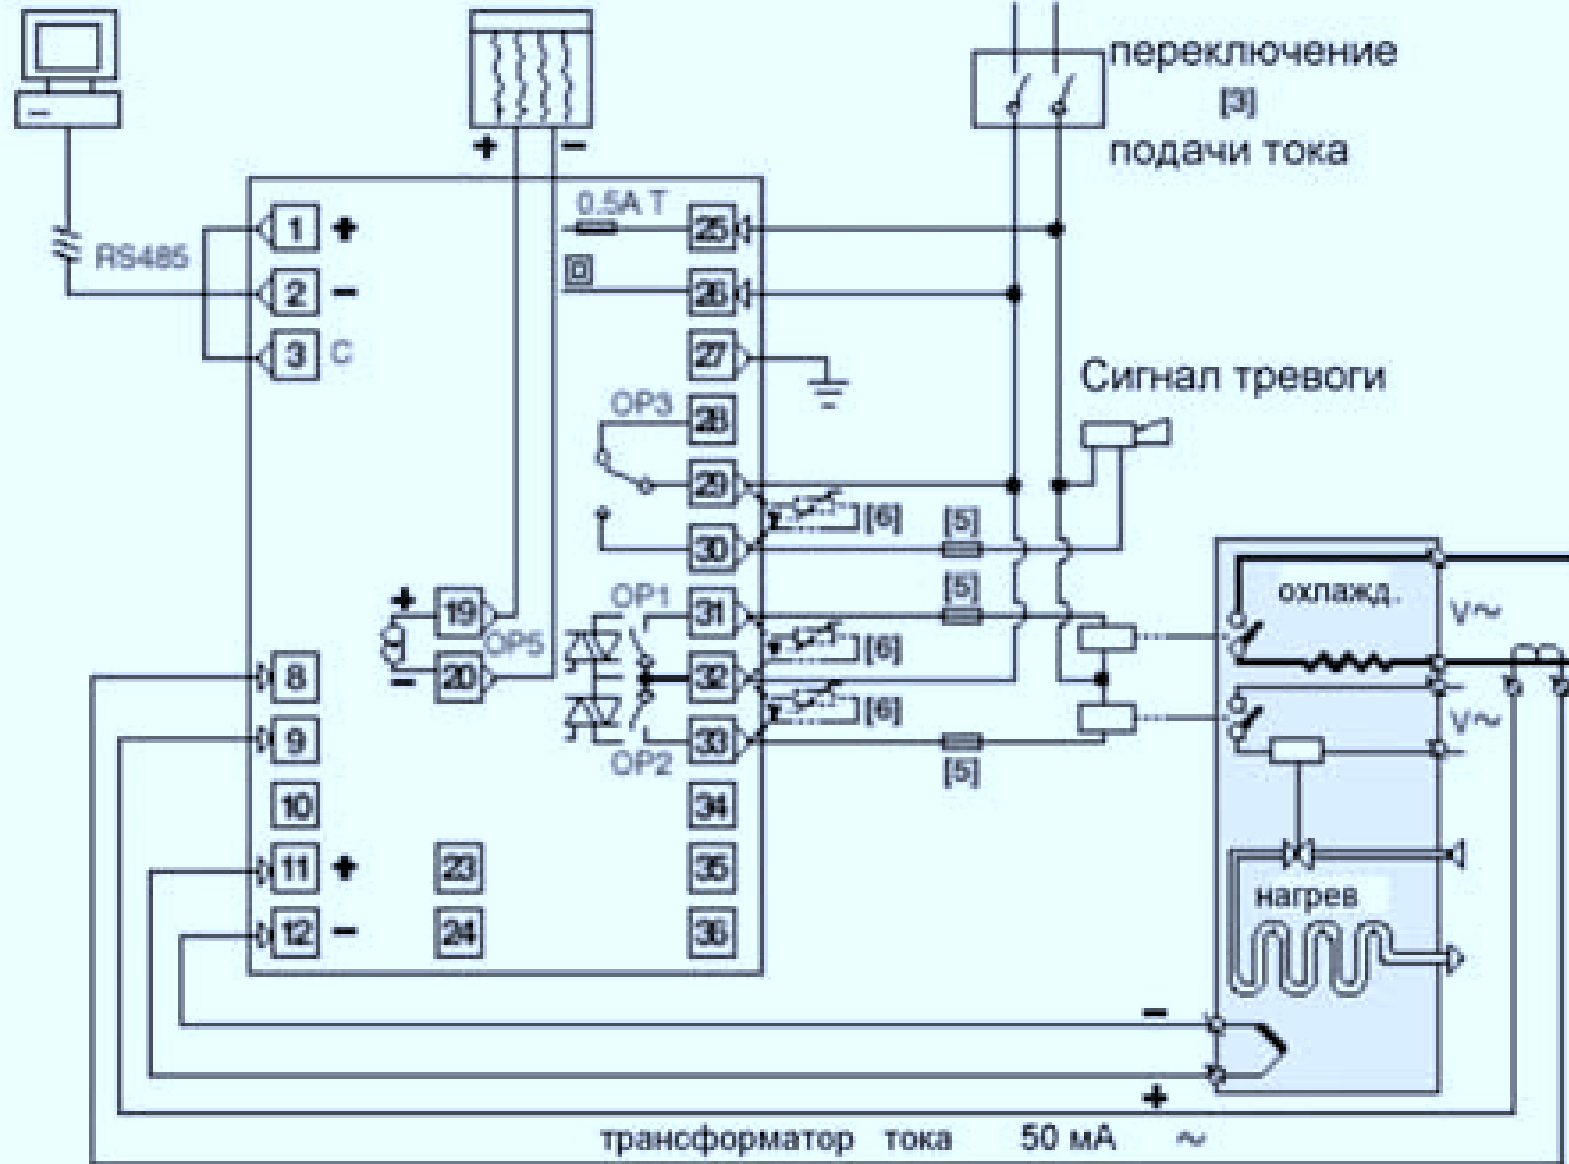 переключение
[3]
подачи тока
+ −
0.5A T
1 +
25
RS485
2 −
26
3 C
27
Сигнал тревоги
OP3
28
29
[6]
[5]
30
[5]
охлажд..
+
19
OP1
31
V~
OP5
[6]
8
−
20
32
V~
[6]
9
33
OP2
[5]
10
34
11 +
23
35
нагрев
12 −
24
36
−
+
трансформатор тока 50 мА ~